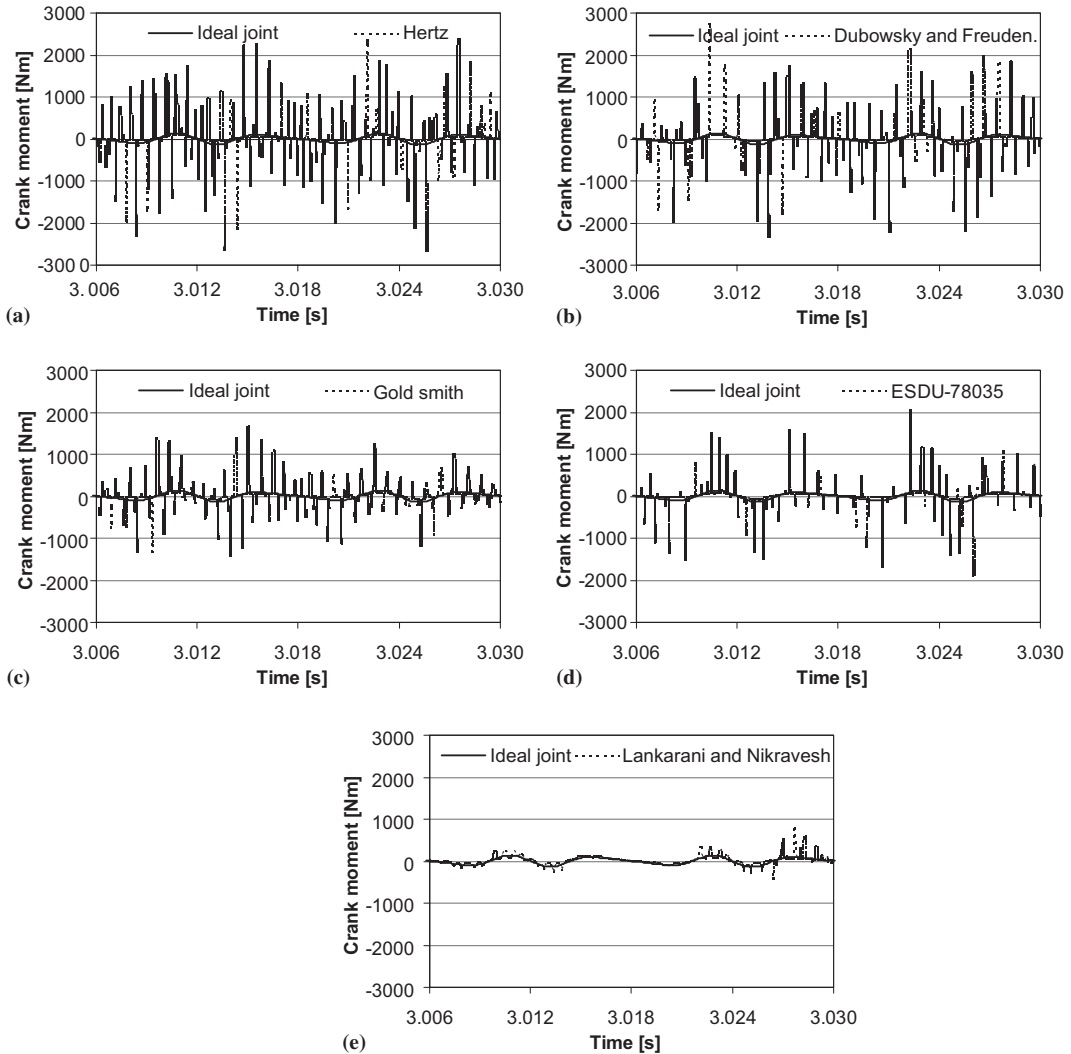 3000
Ideal joint Hertz
2000
1000
0
-1000
-2000
-300 0
3.006 3.012 3.018 3.024 3.030
Crank moment [Nm]
Time [s]
(a)
3000
Ideal joint Dubowsky and Freuden.
2000
1000
0
-1000
-2000
-3000
3.006 3.012 3.018 3.024 3.030
Crank moment [Nm]
Time [s]
(b)
3000
Ideal joint Gold smith
2000
1000
0
-1000
-2000
-3000
3.006 3.012 3.018 3.024 3.030
Crank moment [Nm]
Time [s]
(c)
3000
Ideal joint ESDU-78035
2000
1000
0
-1000
-2000
-3000
3.006 3.012 3.018 3.024 3.030
Crank moment [Nm]
Time [s]
(d)
3000
Ideal joint Lankarani and Nikravesh
2000
1000
0
-1000
-2000
-3000
3.006 3.012 3.018 3.024 3.030
Crank moment [Nm]
Time [s]
(e)